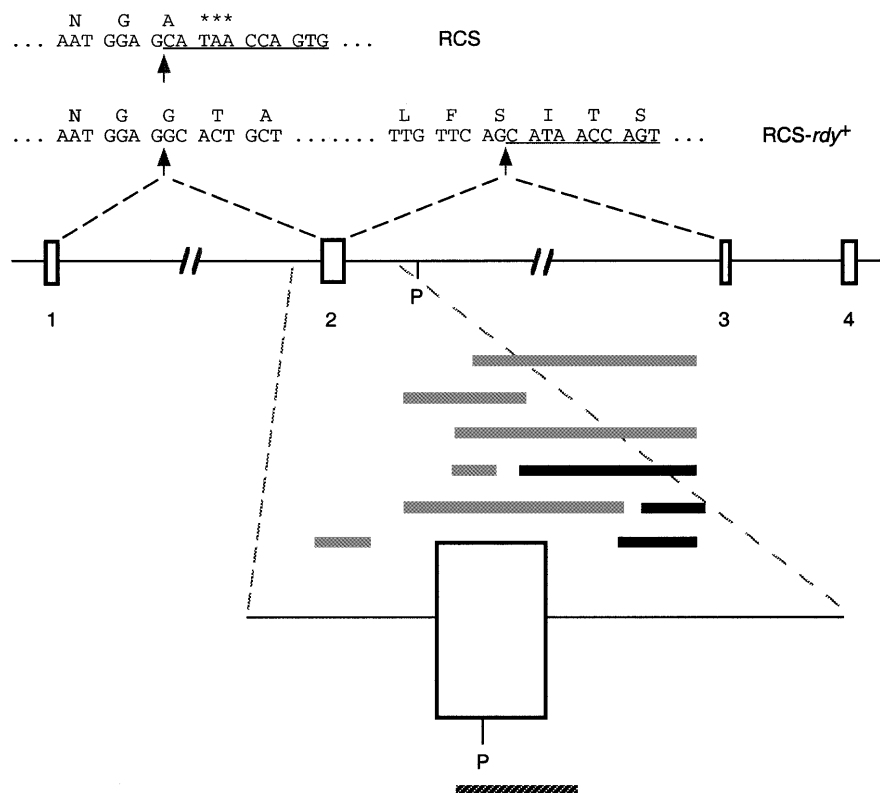 N G A ***
... AAT GGA GCA TAA CCA GTG ... RCS
N G G T A L F S I T S
... AAT GGA GGC ACT GCT ....... TTG TTC AGC ATA ACC AGT ... RCS-rdy+
P
1 2 3 4
P